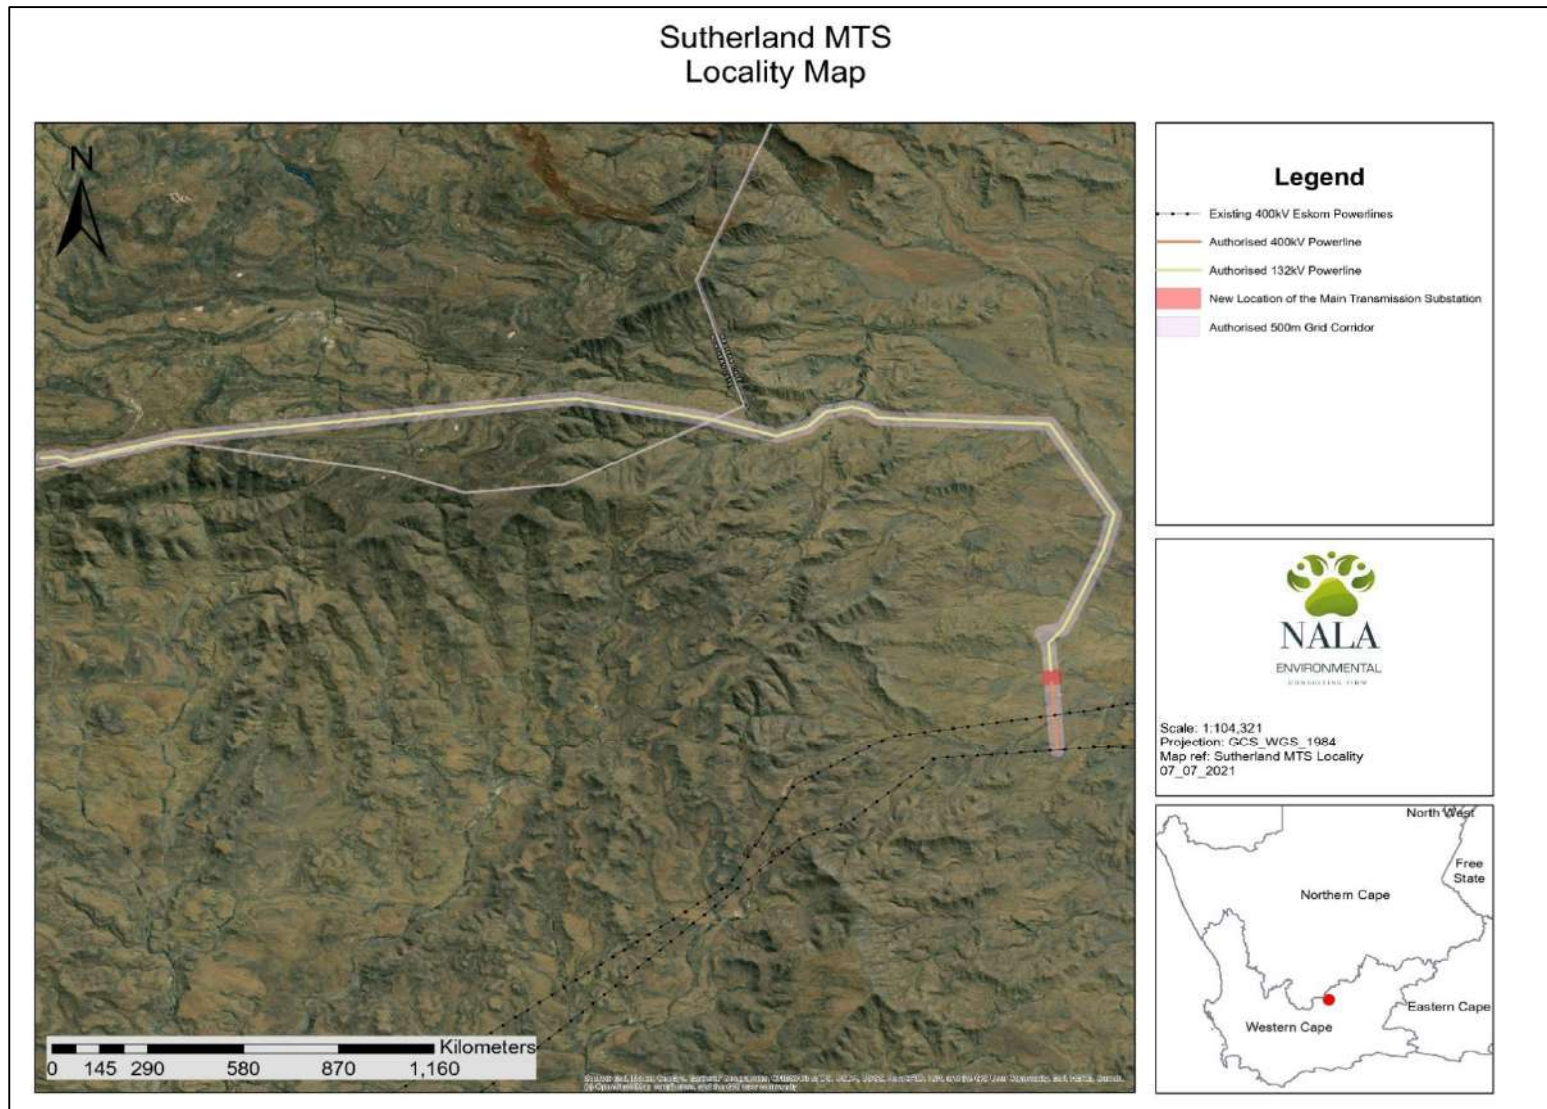 Sutherland MTS
Locality Map
N
Kilometers
0 145 290 580 870 1,160
Legend
Existing 400kV Eskom Powerlines
Authorised 400kV Powerline
Authorised 132kV Powerline
New Location of the Main Transmission Substation
Authorised 500m Grid Corridor
NALA
ENVIRONMENTAL
CONSULTING FIRM
Scale: 1:104,321
Projection: GCS_WGS_1984
Map ref: Sutherland MTS Locality
07_07_2021
North West
Free
State
Northern Cape
Eastern Cape
Western Cape